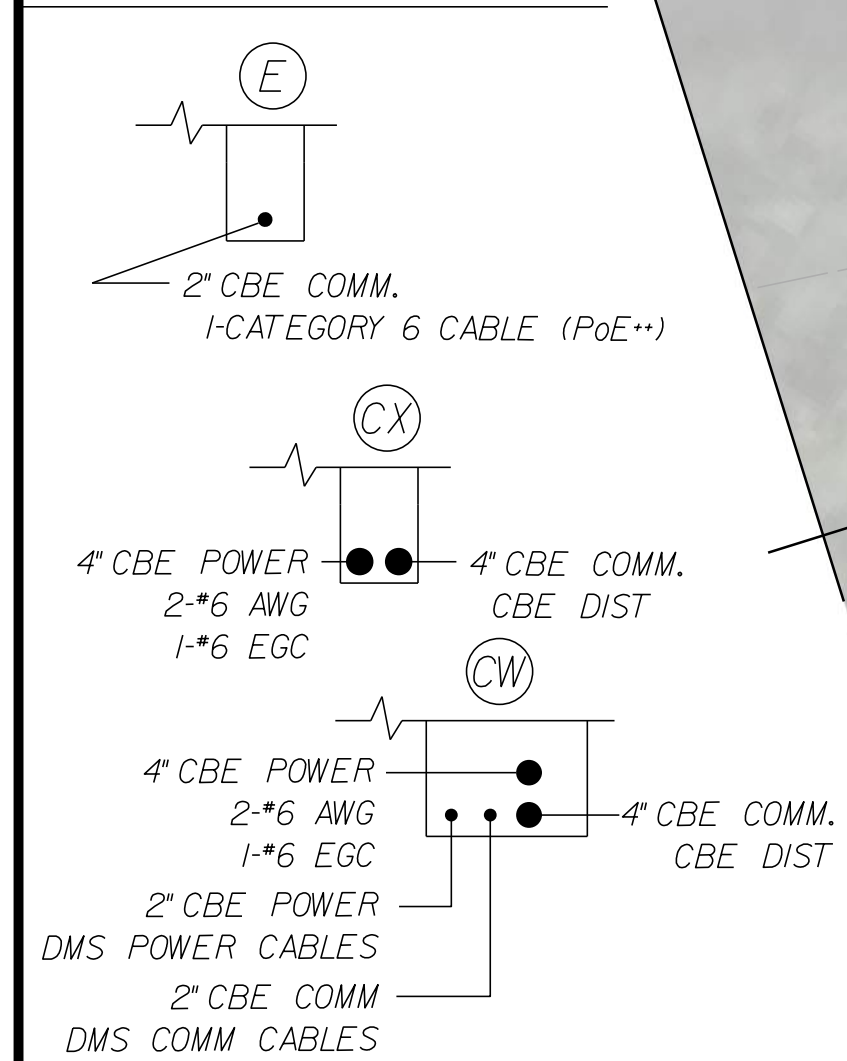 E
2" CBE COMM.
1-CATEGORY 6 CABLE (PoE++)
CX
4" CBE POWER
2-#6 AWG
1-#6 EGC
4" CBE COMM.
CBE DIST
CW
4" CBE POWER
2-#6 AWG
1-#6 EGC
4" CBE COMM.
CBE DIST
2" CBE POWER
DMS POWER CABLES
2" CBE COMM
DMS COMM CABLES